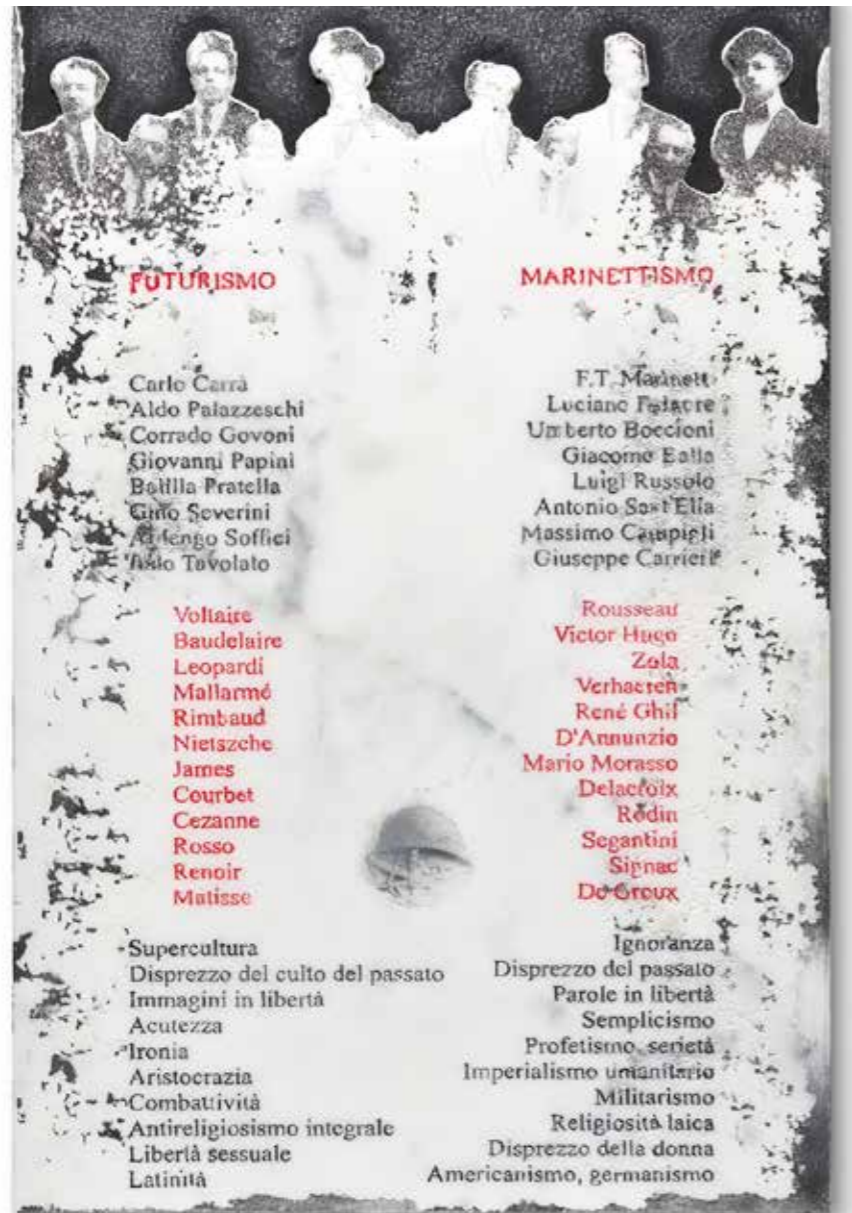 FUTURISMO
Carlo Carrà
Aldo Palazzeschi
Corrado Govoni
Giovanni Papini
Balilla Pratella
Gino Severini
Ardengo Soffici
Italo Tavolato
Voltaire
Baudelaire
Leopardi
Mallarmé
Rimbaud
Nietszche
James
Courbet
Cezanne
Rosso
Renoir
Matisse
Supercultura
Disprezzo del culto del passato
Immagini in libertà
Acutezza
Ironia
Aristocrazia
Combattività
Antireligiosismo integrale
Libertà sessuale
Latinità
MARINETTISMO
F.T. Marinetti
Luciano Folgore
Umberto Boccioni
Giacomo Balla
Luigi Russolo
Antonio Sant'Elia
Massimo Campigli
Giuseppe Carrieri
Rousseau
Victor Hugo
Zola
Verhaeren
René Ghil
D'Annunzio
Mario Morasso
Delacroix
Rodin
Segantini
Signac
De Groux
Ignoranza
Disprezzo del passato
Parole in libertà
Semplicismo
Profetismo, serietà
Imperialismo umanitario
Militarismo
Religiosità laica
Disprezzo della donna
Americanismo, germanismo